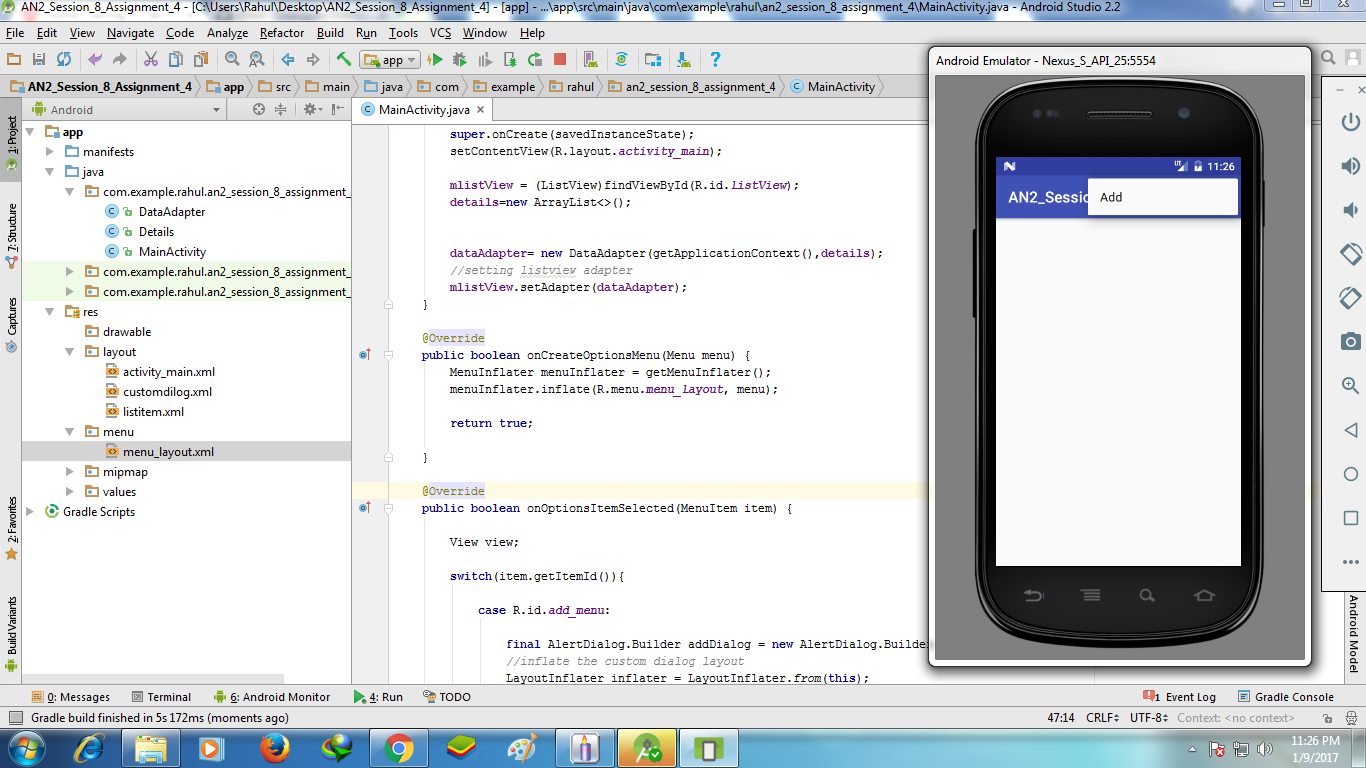 AN2_Session_8_Assignment_4 - [C:\Users\Rahul\Desktop\AN2_Session_8_Assignment_4] - [app] - ...\app\src\main\java\com\example\rahul\an2_session_8_assignment_4\MainActivity.java - Android Studio 2.2
File Edit View Navigate Code Analyze Refactor Build Run Tools VCS Window Help
app
AN2_Session_8_Assignment_4 app src main java com example rahul an2_session_8_assignment_4 MainActivity
Android
MainActivity.java
1: Project
7: Structure
Captures
2: Favorites
Build Variants
app
manifests
java
com.example.rahul.an2_session_8_assignment_
DataAdapter
Details
MainActivity
com.example.rahul.an2_session_8_assignment_
com.example.rahul.an2_session_8_assignment_
res
drawable
layout
activity_main.xml
customdilog.xml
listitem.xml
menu
menu_layout.xml
mipmap
values
Gradle Scripts
super.onCreate(savedInstanceState);
setContentView(R.layout.activity_main);
mlistView = (ListView)findViewById(R.id.listView);
details=new ArrayList<>();
dataAdapter= new DataAdapter(getApplicationContext(),details);
//setting listview adapter
mlistView.setAdapter(dataAdapter);
}
@Override
public boolean onCreateOptionsMenu(Menu menu) {
MenuInflater menuInflater = getMenuInflater();
menuInflater.inflate(R.menu.menu_layout, menu);
return true;
}
@Override
public boolean onOptionsItemSelected(MenuItem item) {
View view;
switch(item.getItemId()){
case R.id.add_menu:
final AlertDialog.Builder addDialog = new AlertDialog.Builder
//inflate the custom dialog layout
LayoutInflater inflater = LayoutInflater.from(this);
Android Emulator - Nexus_S_API_25:5554
11:26
AN2_Sessio
Add
Android Model
0: Messages Terminal 6: Android Monitor 4: Run TODO
1 Event Log Gradle Console
Gradle build finished in 5s 172ms (moments ago)
47:14 CRLF UTF-8 Context: <no context>
11:26 PM
1/9/2017